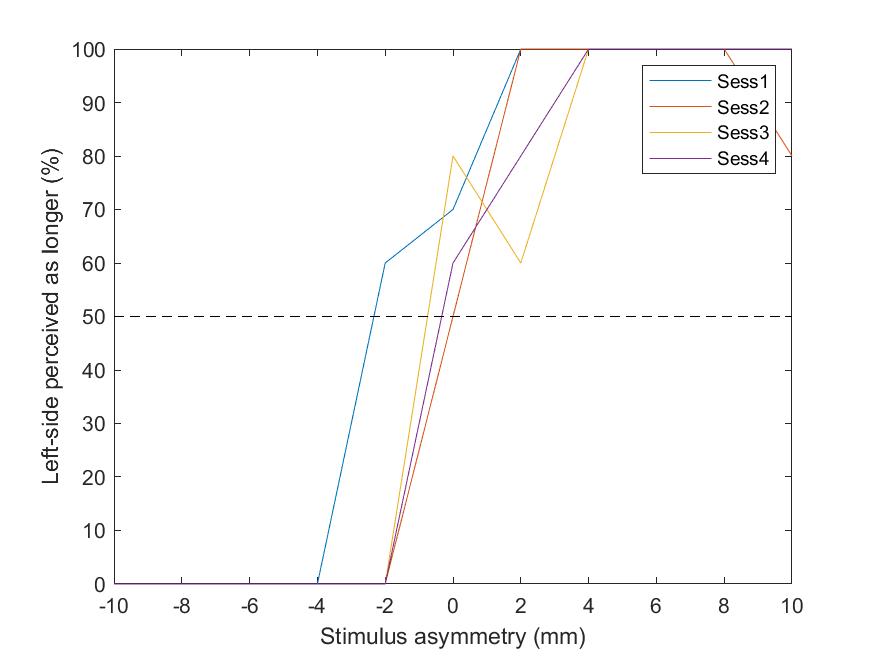 100
90
80
70
60
50
40
30
20
10
0
Left-side perceived as longer (%)
Sess1
Sess2
Sess3
Sess4
-10 -8 -6 -4 -2 0 2 4 6 8 10
Stimulus asymmetry (mm)